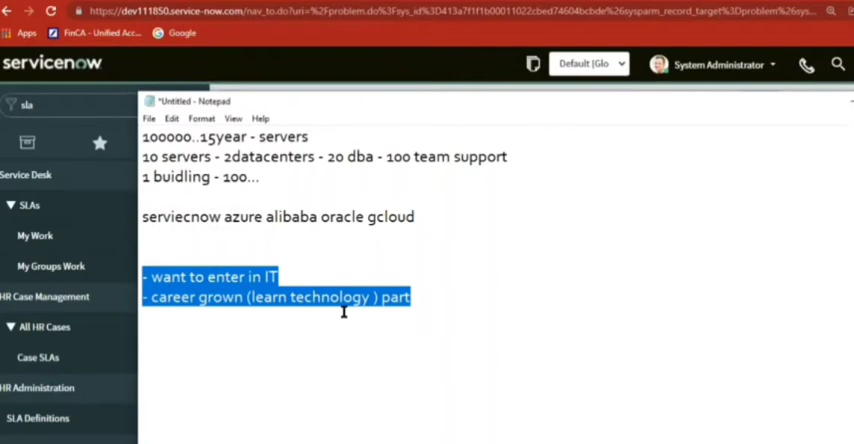 https://dev111850.service-now.com/nav_to.do?uri=%2Fproblem.do%3Fsys_id%3D413a7f1f1b00011022cbed74604bcbde%26sysparm_record_target%3Dproblem%26sys...
Apps FinCA - Unified Acc... Google
servicenow Default |Glo System Administrator
sla
*Untitled - Notepad
File Edit Format View Help
100000..15year - servers
10 servers - 2datacenters - 20 dba - 100 team support
1 buidling - 100...
serviecnow azure alibaba oracle gcloud
- want to enter in IT
- career grown (learn technology ) part
Service Desk
SLAs
My Work
My Groups Work
HR Case Management
All HR Cases
Case SLAs
HR Administration
SLA Definitions